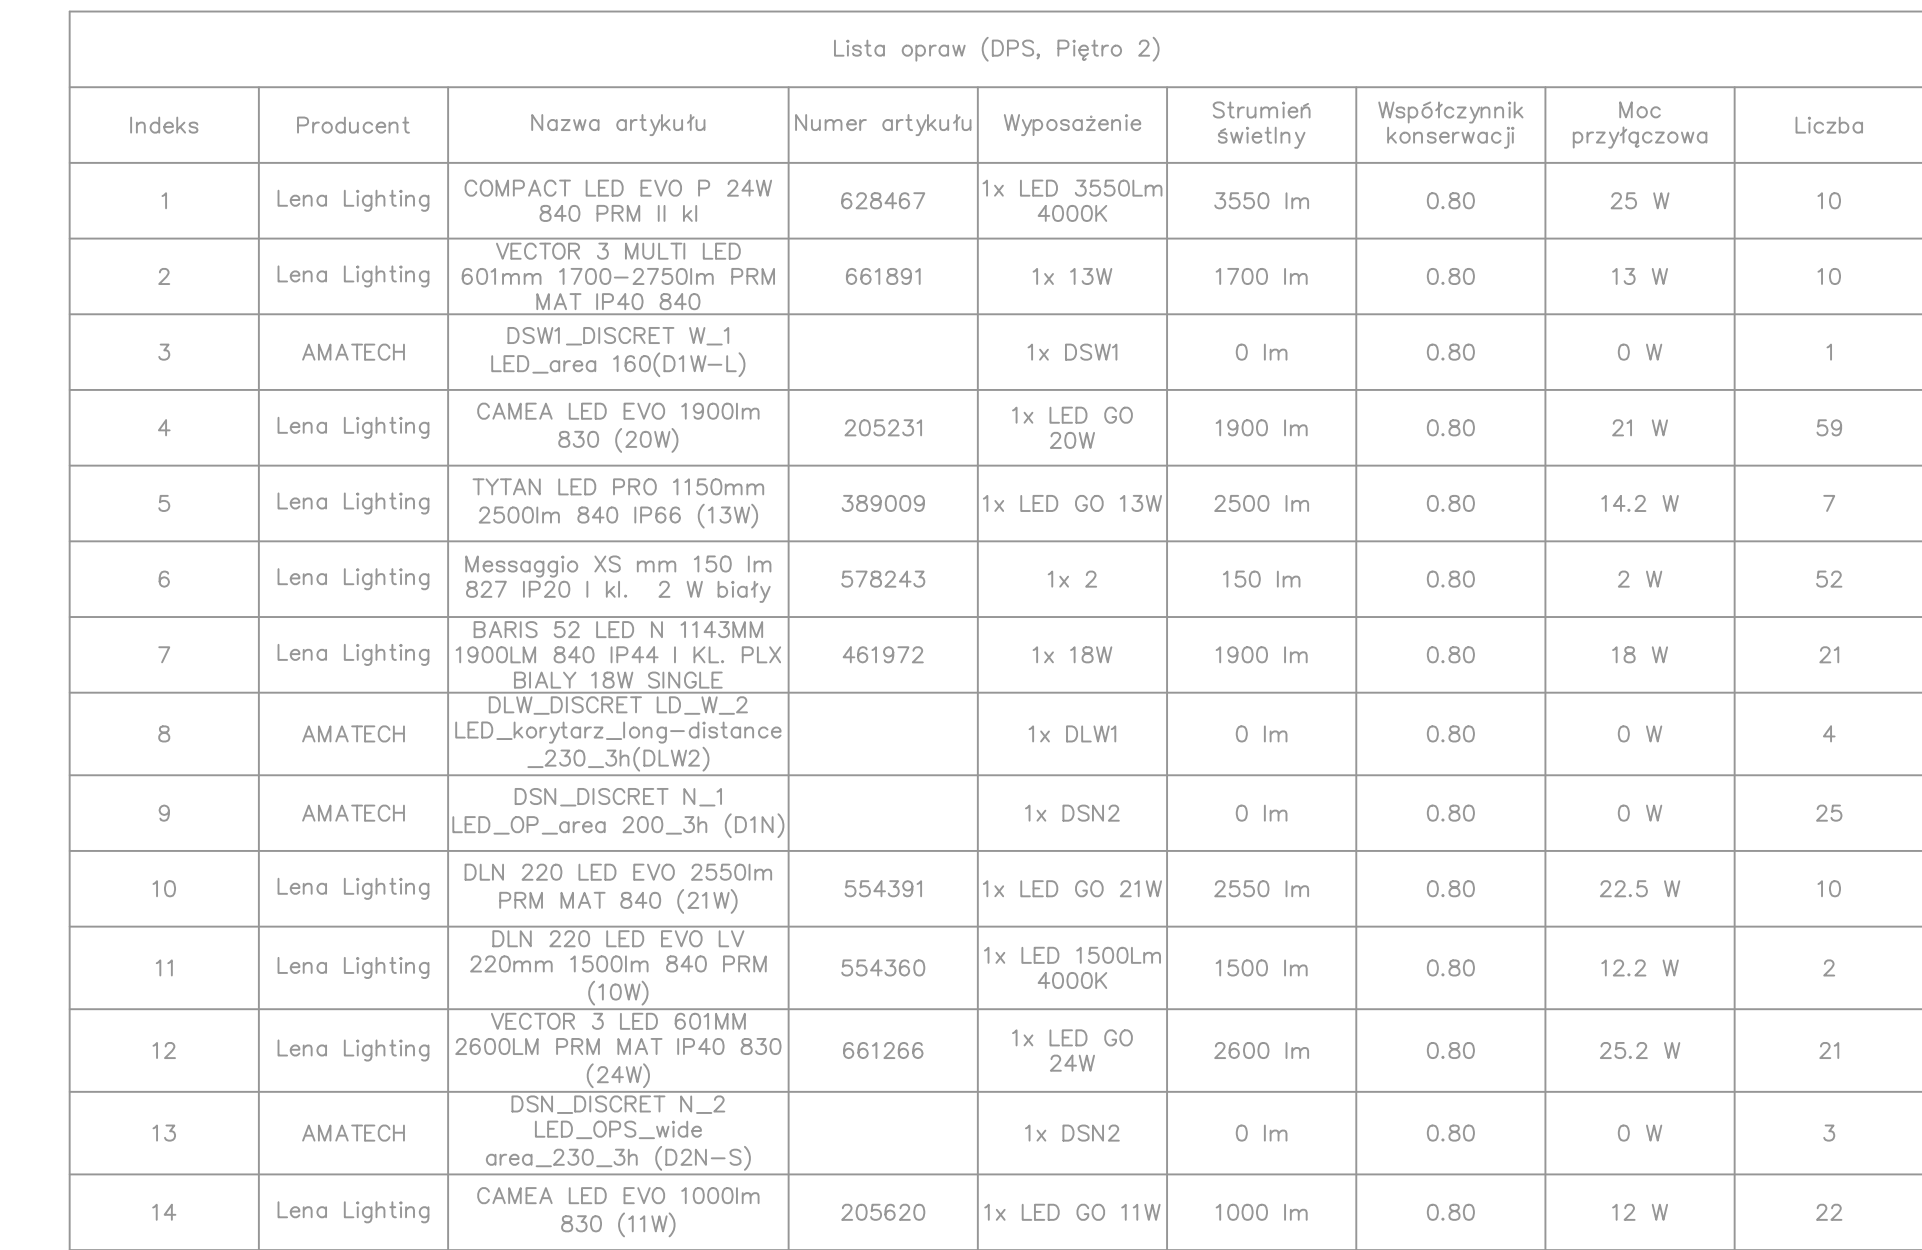 Lista opraw (DPS, Piętro 2)
Indeks Producent Nazwa artykułu Numer artykułu Wyposażenie Strumień świetlny Współczynnik konserwacji Moc przyłączowa Liczba
1 Lena Lighting COMPACT LED EVO P 24W 840 PRM II kl 628467 1x LED 3550Lm 4000K 3550 lm 0.80 25 W 10
2 Lena Lighting VECTOR 3 MULTI LED 601mm 1700-2750lm PRM MAT IP40 840 661891 1x 13W 1700 lm 0.80 13 W 10
3 AMATECH DSW1_DISCRET W_1 LED_area 160(D1W-L) 1x DSW1 0 lm 0.80 0 W 1
4 Lena Lighting CAMEA LED EVO 1900lm 830 (20W) 205231 1x LED GO 20W 1900 lm 0.80 21 W 59
5 Lena Lighting TYTAN LED PRO 1150mm 2500lm 840 IP66 (13W) 389009 1x LED GO 13W 2500 lm 0.80 14.2 W 7
6 Lena Lighting Messaggio XS mm 150 lm 827 IP20 I kl. 2 W biały 578243 1x 2 150 lm 0.80 2 W 52
7 Lena Lighting BARIS 52 LED N 1143MM 1900LM 840 IP44 I KL. PLX BIALY 18W SINGLE 461972 1x 18W 1900 lm 0.80 18 W 21
8 AMATECH DLW_DISCRET LD_W_2 LED_korytarz_long-distance _230_3h(DLW2) 1x DLW1 0 lm 0.80 0 W 4
9 AMATECH DSN_DISCRET N_1 LED_OP_area 200_3h (D1N) 1x DSN2 0 lm 0.80 0 W 25
10 Lena Lighting DLN 220 LED EVO 2550lm PRM MAT 840 (21W) 554391 1x LED GO 21W 2550 lm 0.80 22.5 W 10
11 Lena Lighting DLN 220 LED EVO LV 220mm 1500lm 840 PRM (10W) 554360 1x LED 1500Lm 4000K 1500 lm 0.80 12.2 W 2
12 Lena Lighting VECTOR 3 LED 601MM 2600LM PRM MAT IP40 830 (24W) 661266 1x LED GO 24W 2600 lm 0.80 25.2 W 21
13 AMATECH DSN_DISCRET N_2 LED_OPS_wide area_230_3h (D2N-S) 1x DSN2 0 lm 0.80 0 W 3
14 Lena Lighting CAMEA LED EVO 1000lm 830 (11W) 205620 1x LED GO 11W 1000 lm 0.80 12 W 22